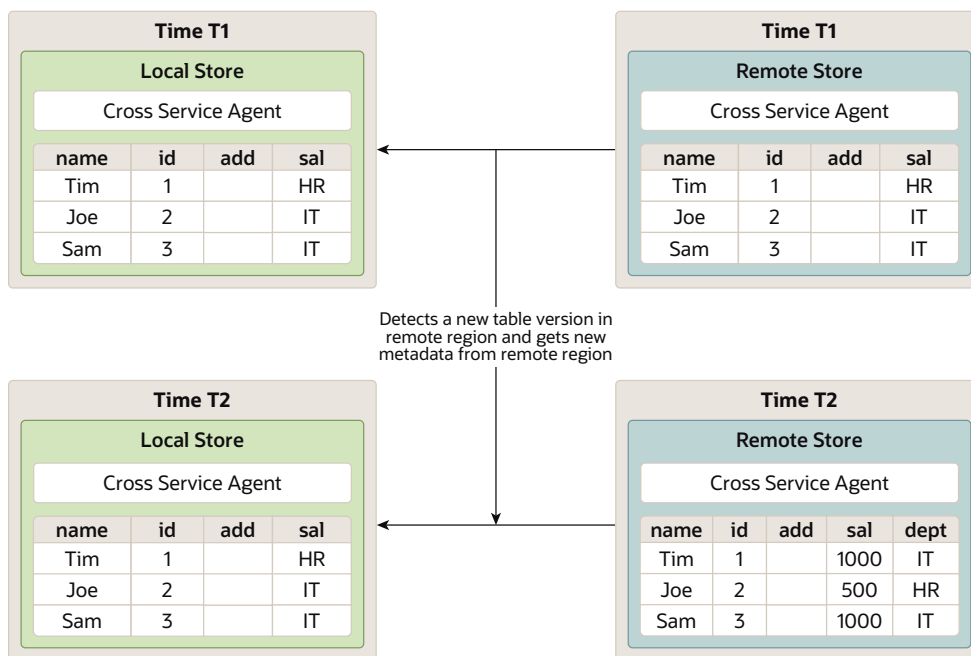 Time T1
Local Store
Cross Service Agent
name id add sal
Tim 1 HR
Joe 2 IT
Sam 3 IT
Time T1
Remote Store
Cross Service Agent
name id add sal
Tim 1 HR
Joe 2 IT
Sam 3 IT
Detects a new table version in
remote region and gets new
metadata from remote region
Time T2
Local Store
Cross Service Agent
name id add sal
Tim 1 HR
Joe 2 IT
Sam 3 IT
Time T2
Remote Store
Cross Service Agent
name id add sal dept
Tim 1 1000 IT
Joe 2 500 HR
Sam 3 1000 IT